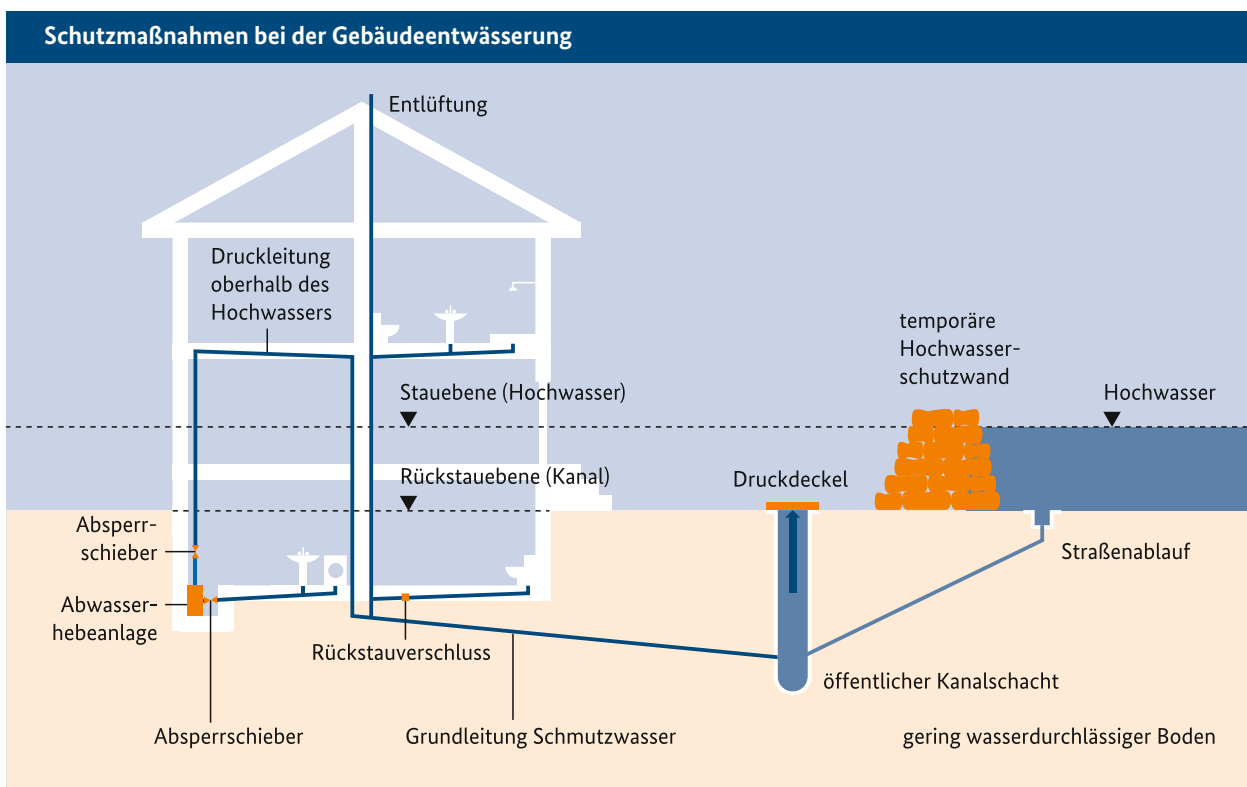 Schutzmaßnahmen bei der Gebäudeentwässerung
Entlüftung
Druckleitung
oberhalb des
Hochwassers
temporäre
Hochwasser-
schutzwand
Stauebene (Hochwasser)
Hochwasser
Rückstauebene (Kanal)
Druckdeckel
Absperr-
schieber
Straßenablauf
Abwasser-
hebeanlage
Rückstauverschluss
öffentlicher Kanalschacht
Absperrschieber
Grundleitung Schmutzwasser
gering wasserdurchlässiger Boden